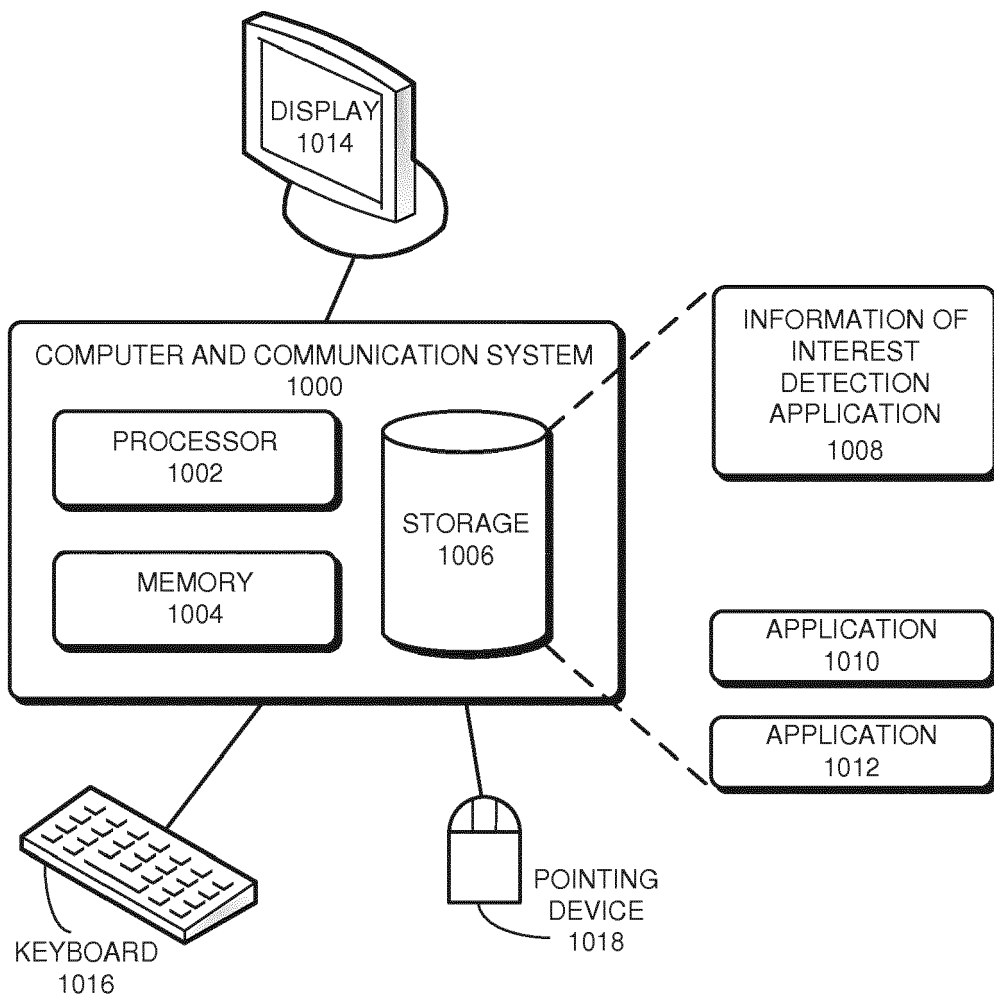 DISPLAY
1014
COMPUTER AND COMMUNICATION SYSTEM
1000
PROCESSOR
1002
MEMORY
1004
STORAGE
1006
INFORMATION OF
INTEREST
DETECTION
APPLICATION
1008
APPLICATION
1010
APPLICATION
1012
KEYBOARD
1016
POINTING
DEVICE
1018